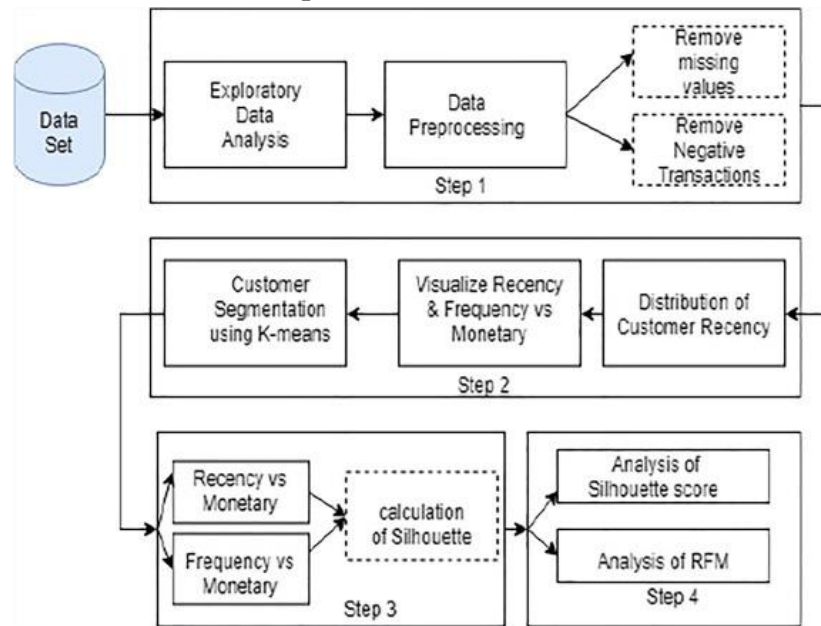 Data
Set
Exploratory
Data
Analysis
Data
Preprocessing
Remove
missing
values
Remove
Negative
Transactions
Step 1
Customer
Segmentation
using K-means
Visualize Recency
& Frequency vs
Monetary
Distribution of
Customer Recency
Step 2
Recency vs
Monetary
Frequency vs
Monetary
calculation
of Silhouette
Step 3
Analysis of
Silhouette score
Analysis of RFM
Step 4